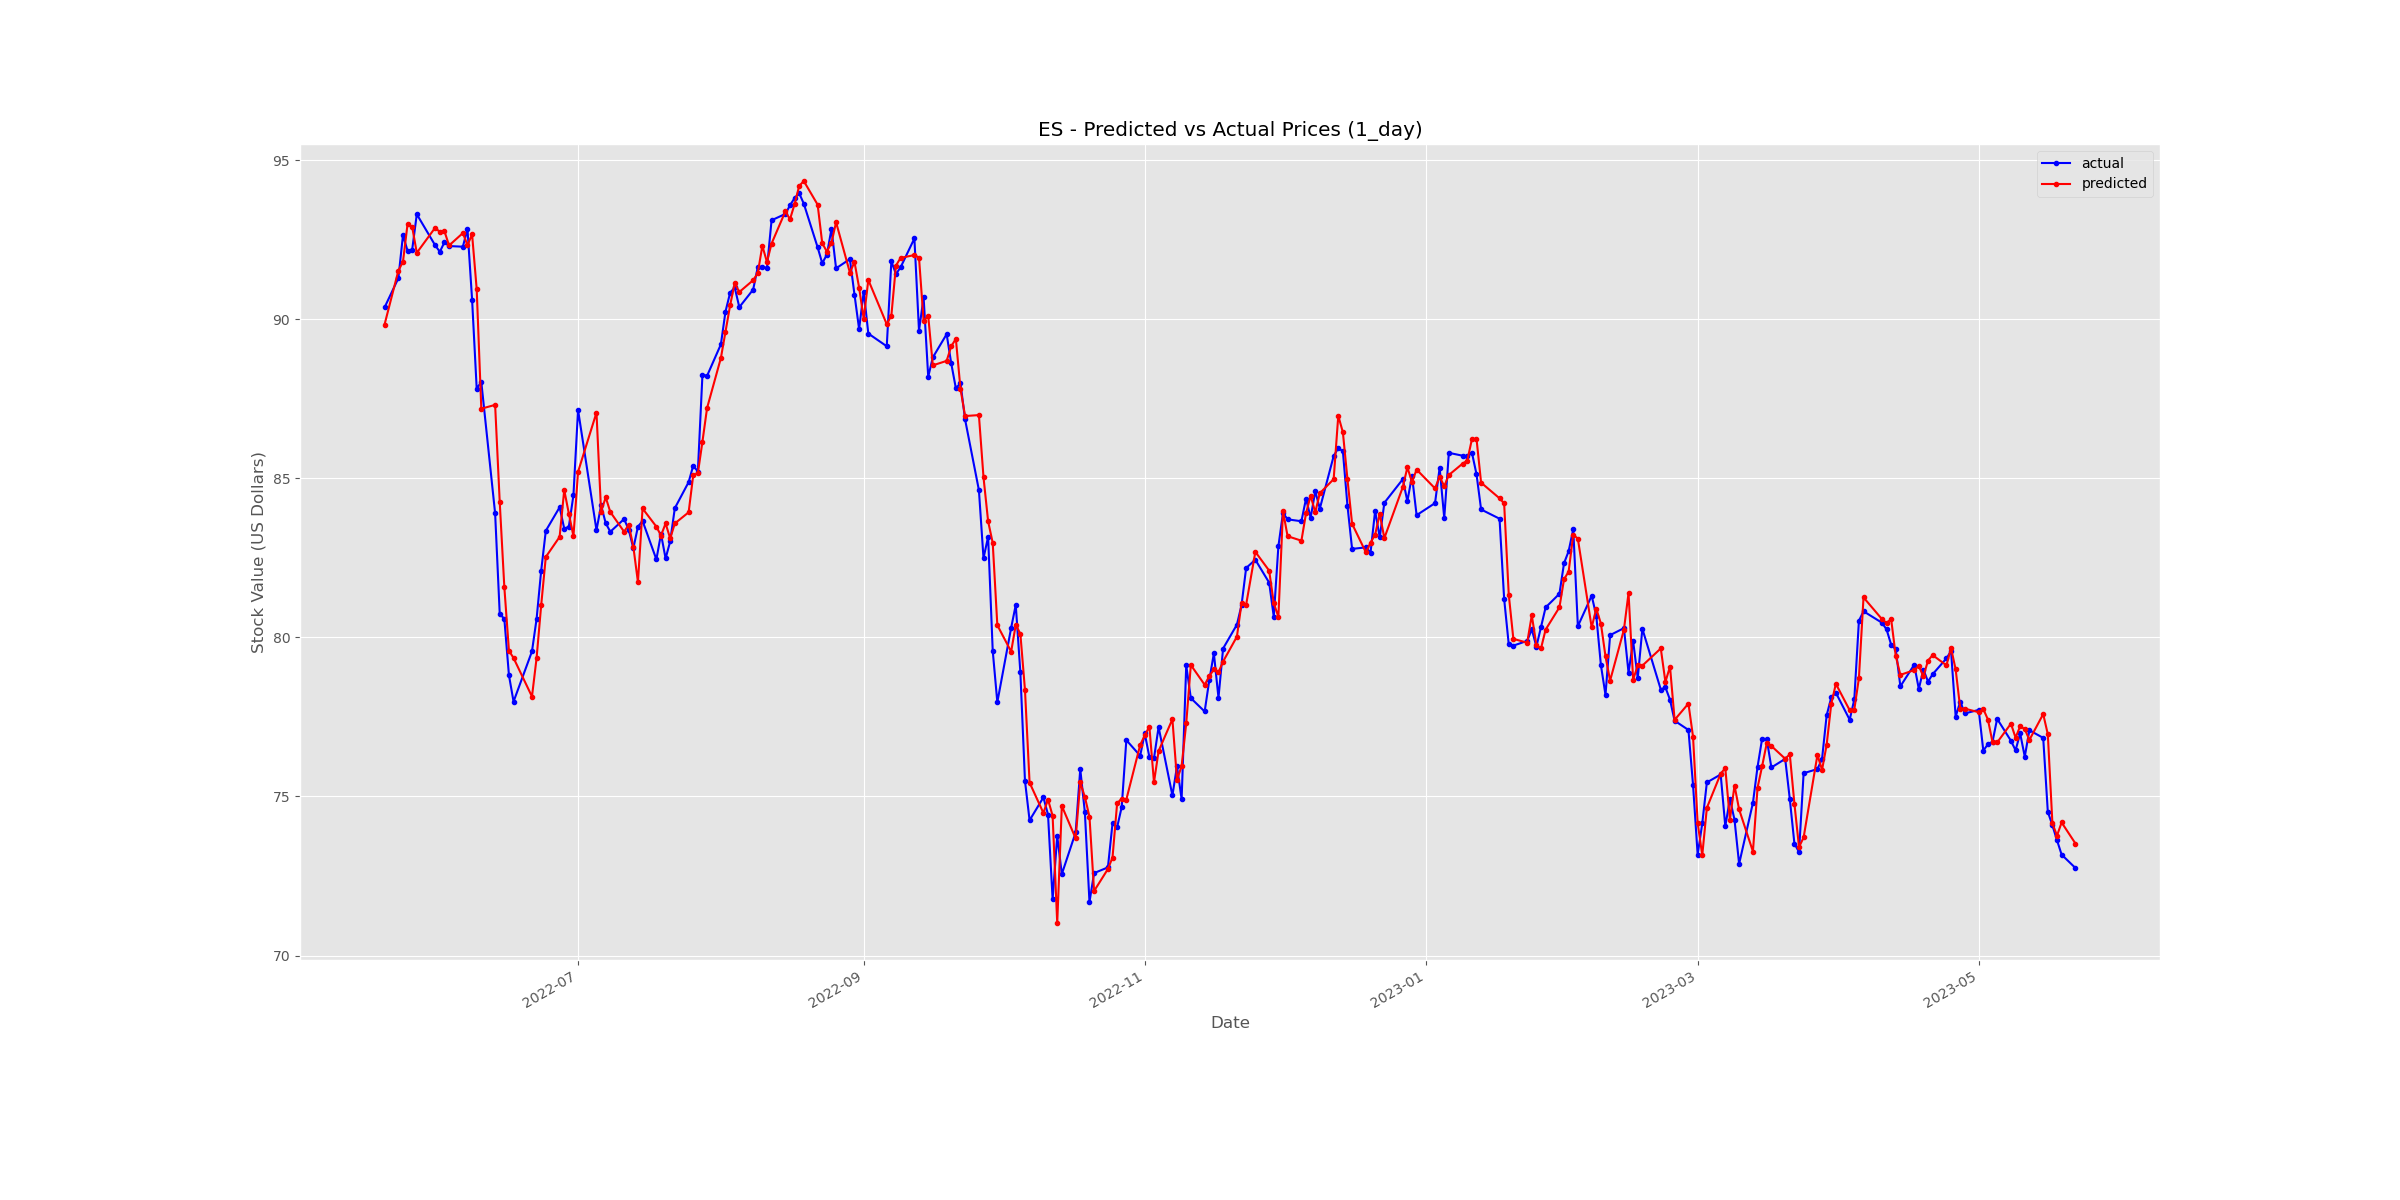 ES - Predicted vs Actual Prices (1_day)
actual
predicted
95
90
85
80
75
70
Stock Value (US Dollars)
2022-07
2022-09
2022-11
2023-01
2023-03
2023-05
Date